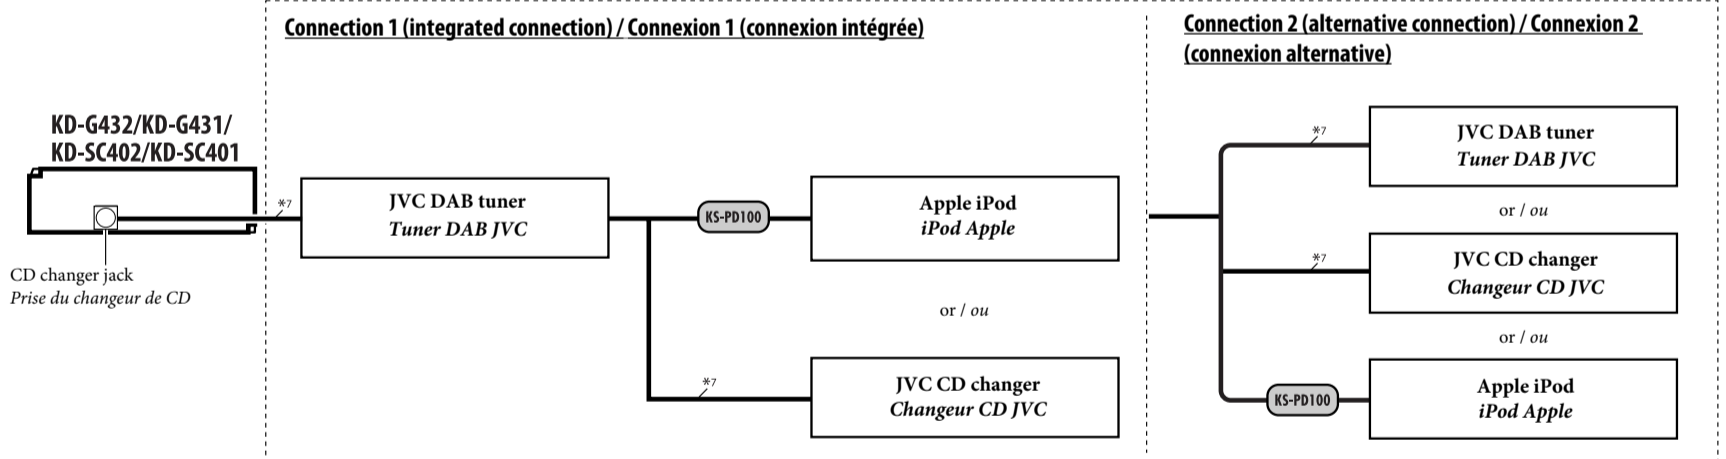 Connection 1 (integrated connection) / Connexion 1 (connexion intégrée)
Connection 2 (alternative connection) / Connexion 2
(connexion alternative)
KD-G432/KD-G431/
KD-SC402/KD-SC401
CD changer jack
Prise du changeur de CD
*7
JVC DAB tuner
Tuner DAB JVC
KS-PD100
Apple iPod
iPod Apple
or / ou
*7
JVC CD changer
Changeur CD JVC
*7
JVC DAB tuner
Tuner DAB JVC
or / ou
*7
JVC CD changer
Changeur CD JVC
or / ou
KS-PD100
Apple iPod
iPod Apple